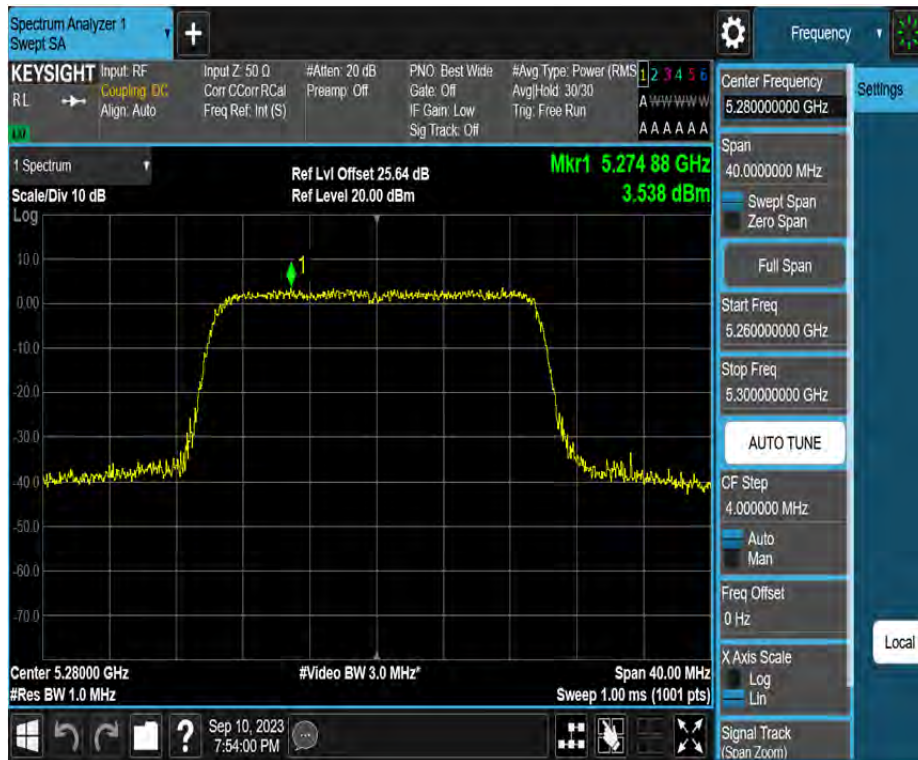 Spectrum Analyzer 1
Swept SA
+
Frequency
KEYSIGHT
RL
Input: RF
Coupling: DC
Align: Auto
Input Z: 50 Ω
Corr CCorr RCal
Freq Ref: Int (S)
#Atten: 20 dB
Preamp: Off
PNO: Best Wide
Gate: Off
IF Gain: Low
Sig Track: Off
#Avg Type: Power (RMS
Avg|Hold: 30/30
Trig: Free Run
1 2 3 4 5 6
A W W W W W
A A A A A A
1 Spectrum
Scale/Div 10 dB
Log
Ref Lvl Offset 25.64 dB
Ref Level 20.00 dBm
Mkr1 5.274 88 GHz
3.538 dBm
1
10.0
0.00
-10.0
-20.0
-30.0
-40.0
-50.0
-60.0
-70.0
Center 5.28000 GHz
#Res BW 1.0 MHz
#Video BW 3.0 MHz*
Span 40.00 MHz
Sweep 1.00 ms (1001 pts)
?
Sep 10, 2023
7:54:00 PM
Center Frequency
5.280000000 GHz
Span
40.0000000 MHz
Swept Span
Zero Span
Full Span
Start Freq
5.260000000 GHz
Stop Freq
5.300000000 GHz
AUTO TUNE
CF Step
4.000000 MHz
Auto
Man
Freq Offset
0 Hz
X Axis Scale
Log
Lin
Signal Track
(Span Zoom)
Settings
Local